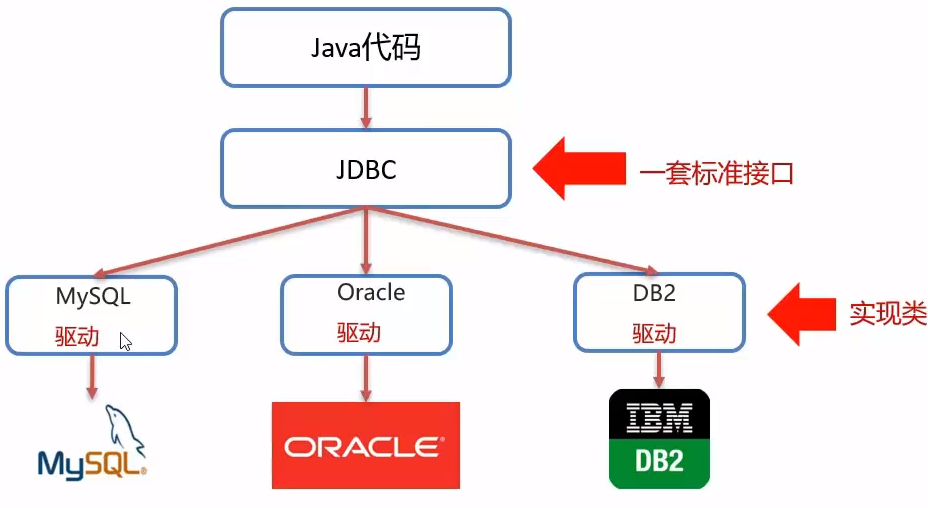 Java代码
JDBC
一套标准接口
MySQL
驱动
Oracle
驱动
DB2
驱动
实现类
MySQL®
ORACLE®
IBM
DB2